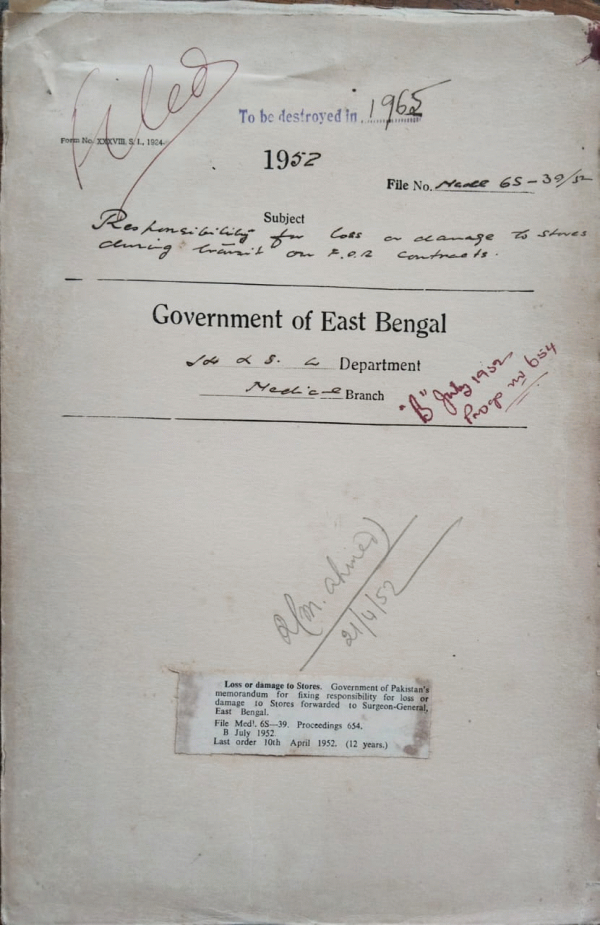 Filed
To be destroyed in 1965
Form No. XXXVIII, S. I., 1924.
1952
File No. Medl 6S-39/52
Subject
Responsibility for loss or damage to stores
during transit on F.O.R contracts.
Government of East Bengal
Department
Medical Branch
"B" July 1952
Progs no 654
(M. Ahmed)
21/4/52
Loss or damage to Stores. Government of Pakistan's
memorandum for fixing responsibility for loss or
damage to Stores forwarded to Surgeon-General,
East Bengal.
File Medl. 6S—39. Proceedings 654.
B July 1952.
Last order 10th April 1952. (12 years.)